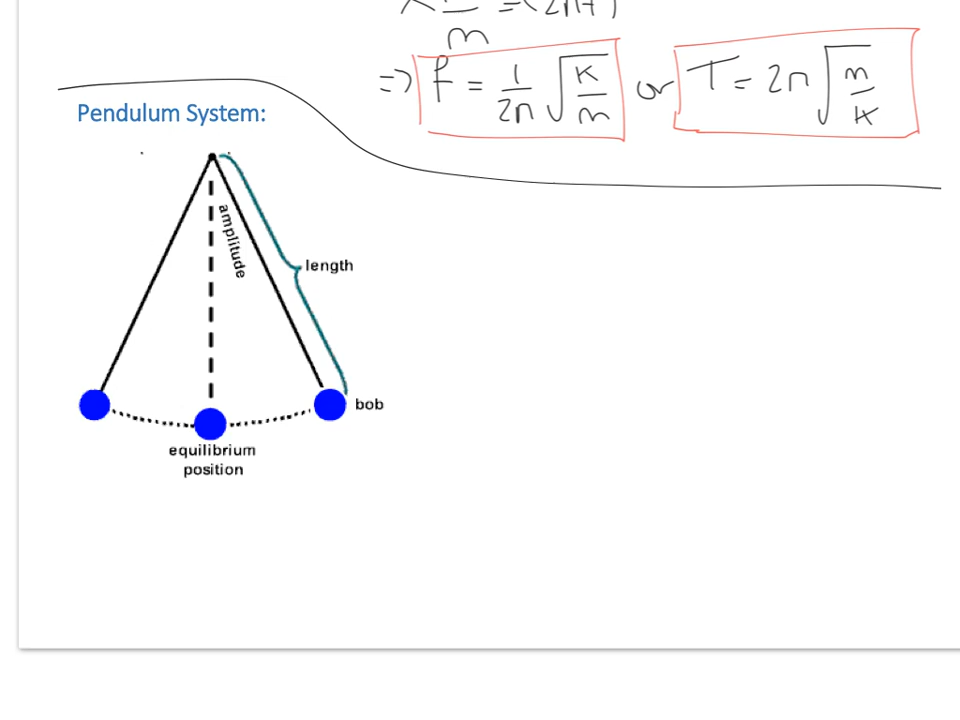 m
=> f = 1/2π √k/m or T = 2π √m/k
Pendulum System:
amplitude
length
bob
equilibrium
position